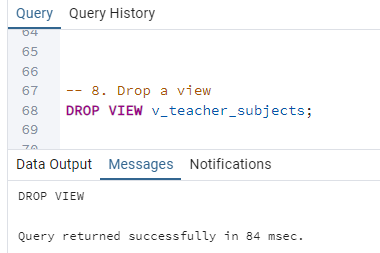 Query Query History
64
65
66
67 -- 8. Drop a view
68 DROP VIEW v_teacher_subjects;
69
70
Data Output Messages Notifications
DROP VIEW
Query returned successfully in 84 msec.